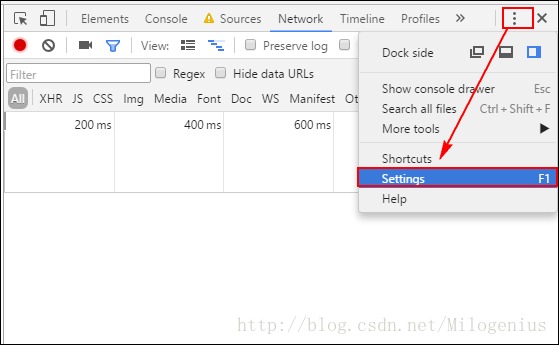 Elements Console Sources Network Timeline Profiles
View: Preserve log
Dock side
Filter Regex Hide data URLs
Show console drawer Esc
All XHR JS CSS Img Media Font Doc WS Manifest Ot
Search all files Ctrl + Shift + F
200 ms 400 ms 600 ms
More tools
Shortcuts
Settings F1
Help
http://blog.csdn.net/Milogenius